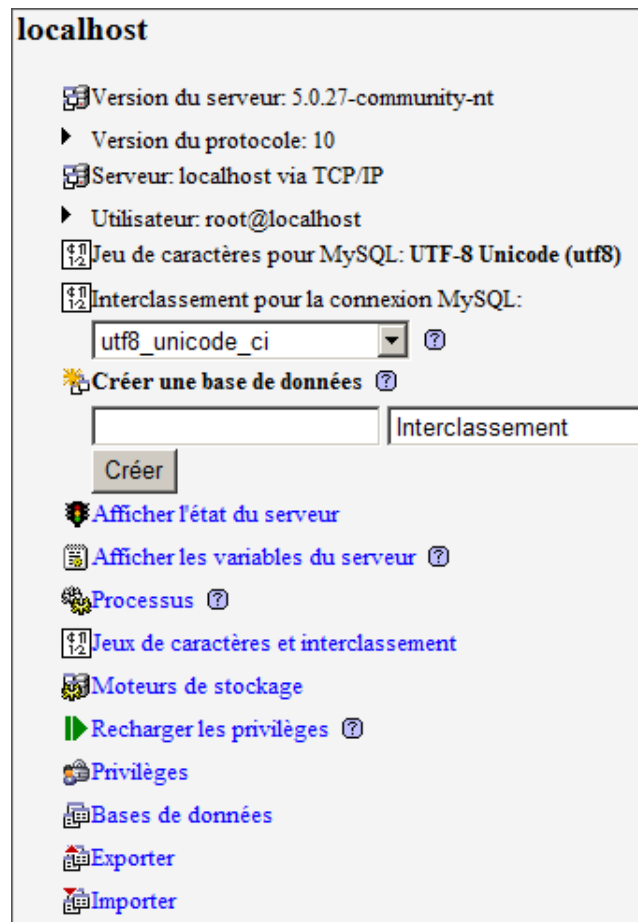 localhost
Version du serveur: 5.0.27-community-nt
Version du protocole: 10
Serveur: localhost via TCP/IP
Utilisateur: root@localhost
Jeu de caractères pour MySQL: UTF-8 Unicode (utf8)
Interclassement pour la connexion MySQL:
utf8_unicode_ci
Créer une base de données
Interclassement
Créer
Afficher l'état du serveur
Afficher les variables du serveur
Processus
Jeux de caractères et interclassement
Moteurs de stockage
Recharger les privilèges
Privilèges
Bases de données
Exporter
Importer